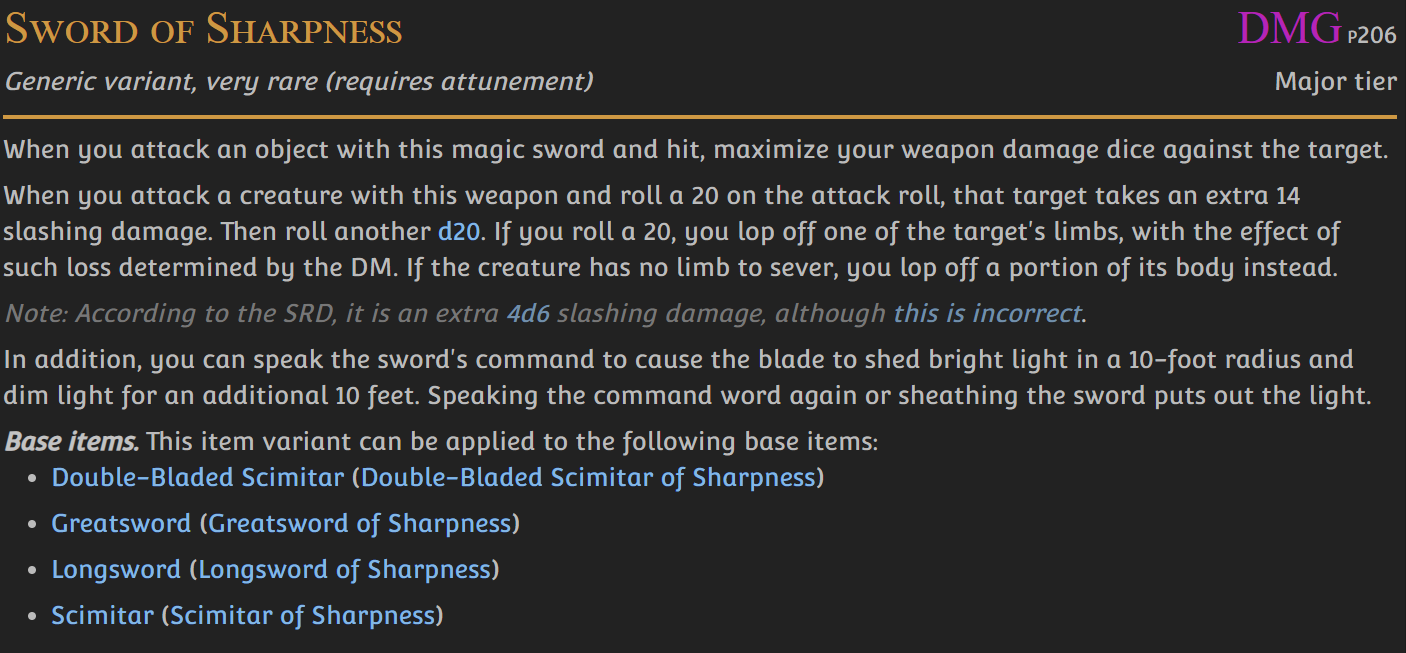 Sword of Sharpness
DMG P206
Generic variant, very rare (requires attunement)
Major tier
When you attack an object with this magic sword and hit, maximize your weapon damage dice against the target.
When you attack a creature with this weapon and roll a 20 on the attack roll, that target takes an extra 14
slashing damage. Then roll another d20. If you roll a 20, you lop off one of the target's limbs, with the effect of
such loss determined by the DM. If the creature has no limb to sever, you lop off a portion of its body instead.
Note: According to the SRD, it is an extra 4d6 slashing damage, although this is incorrect.
In addition, you can speak the sword's command to cause the blade to shed bright light in a 10-foot radius and
dim light for an additional 10 feet. Speaking the command word again or sheathing the sword puts out the light.
Base items. This item variant can be applied to the following base items:
• Double-Bladed Scimitar (Double-Bladed Scimitar of Sharpness)
• Greatsword (Greatsword of Sharpness)
• Longsword (Longsword of Sharpness)
• Scimitar (Scimitar of Sharpness)